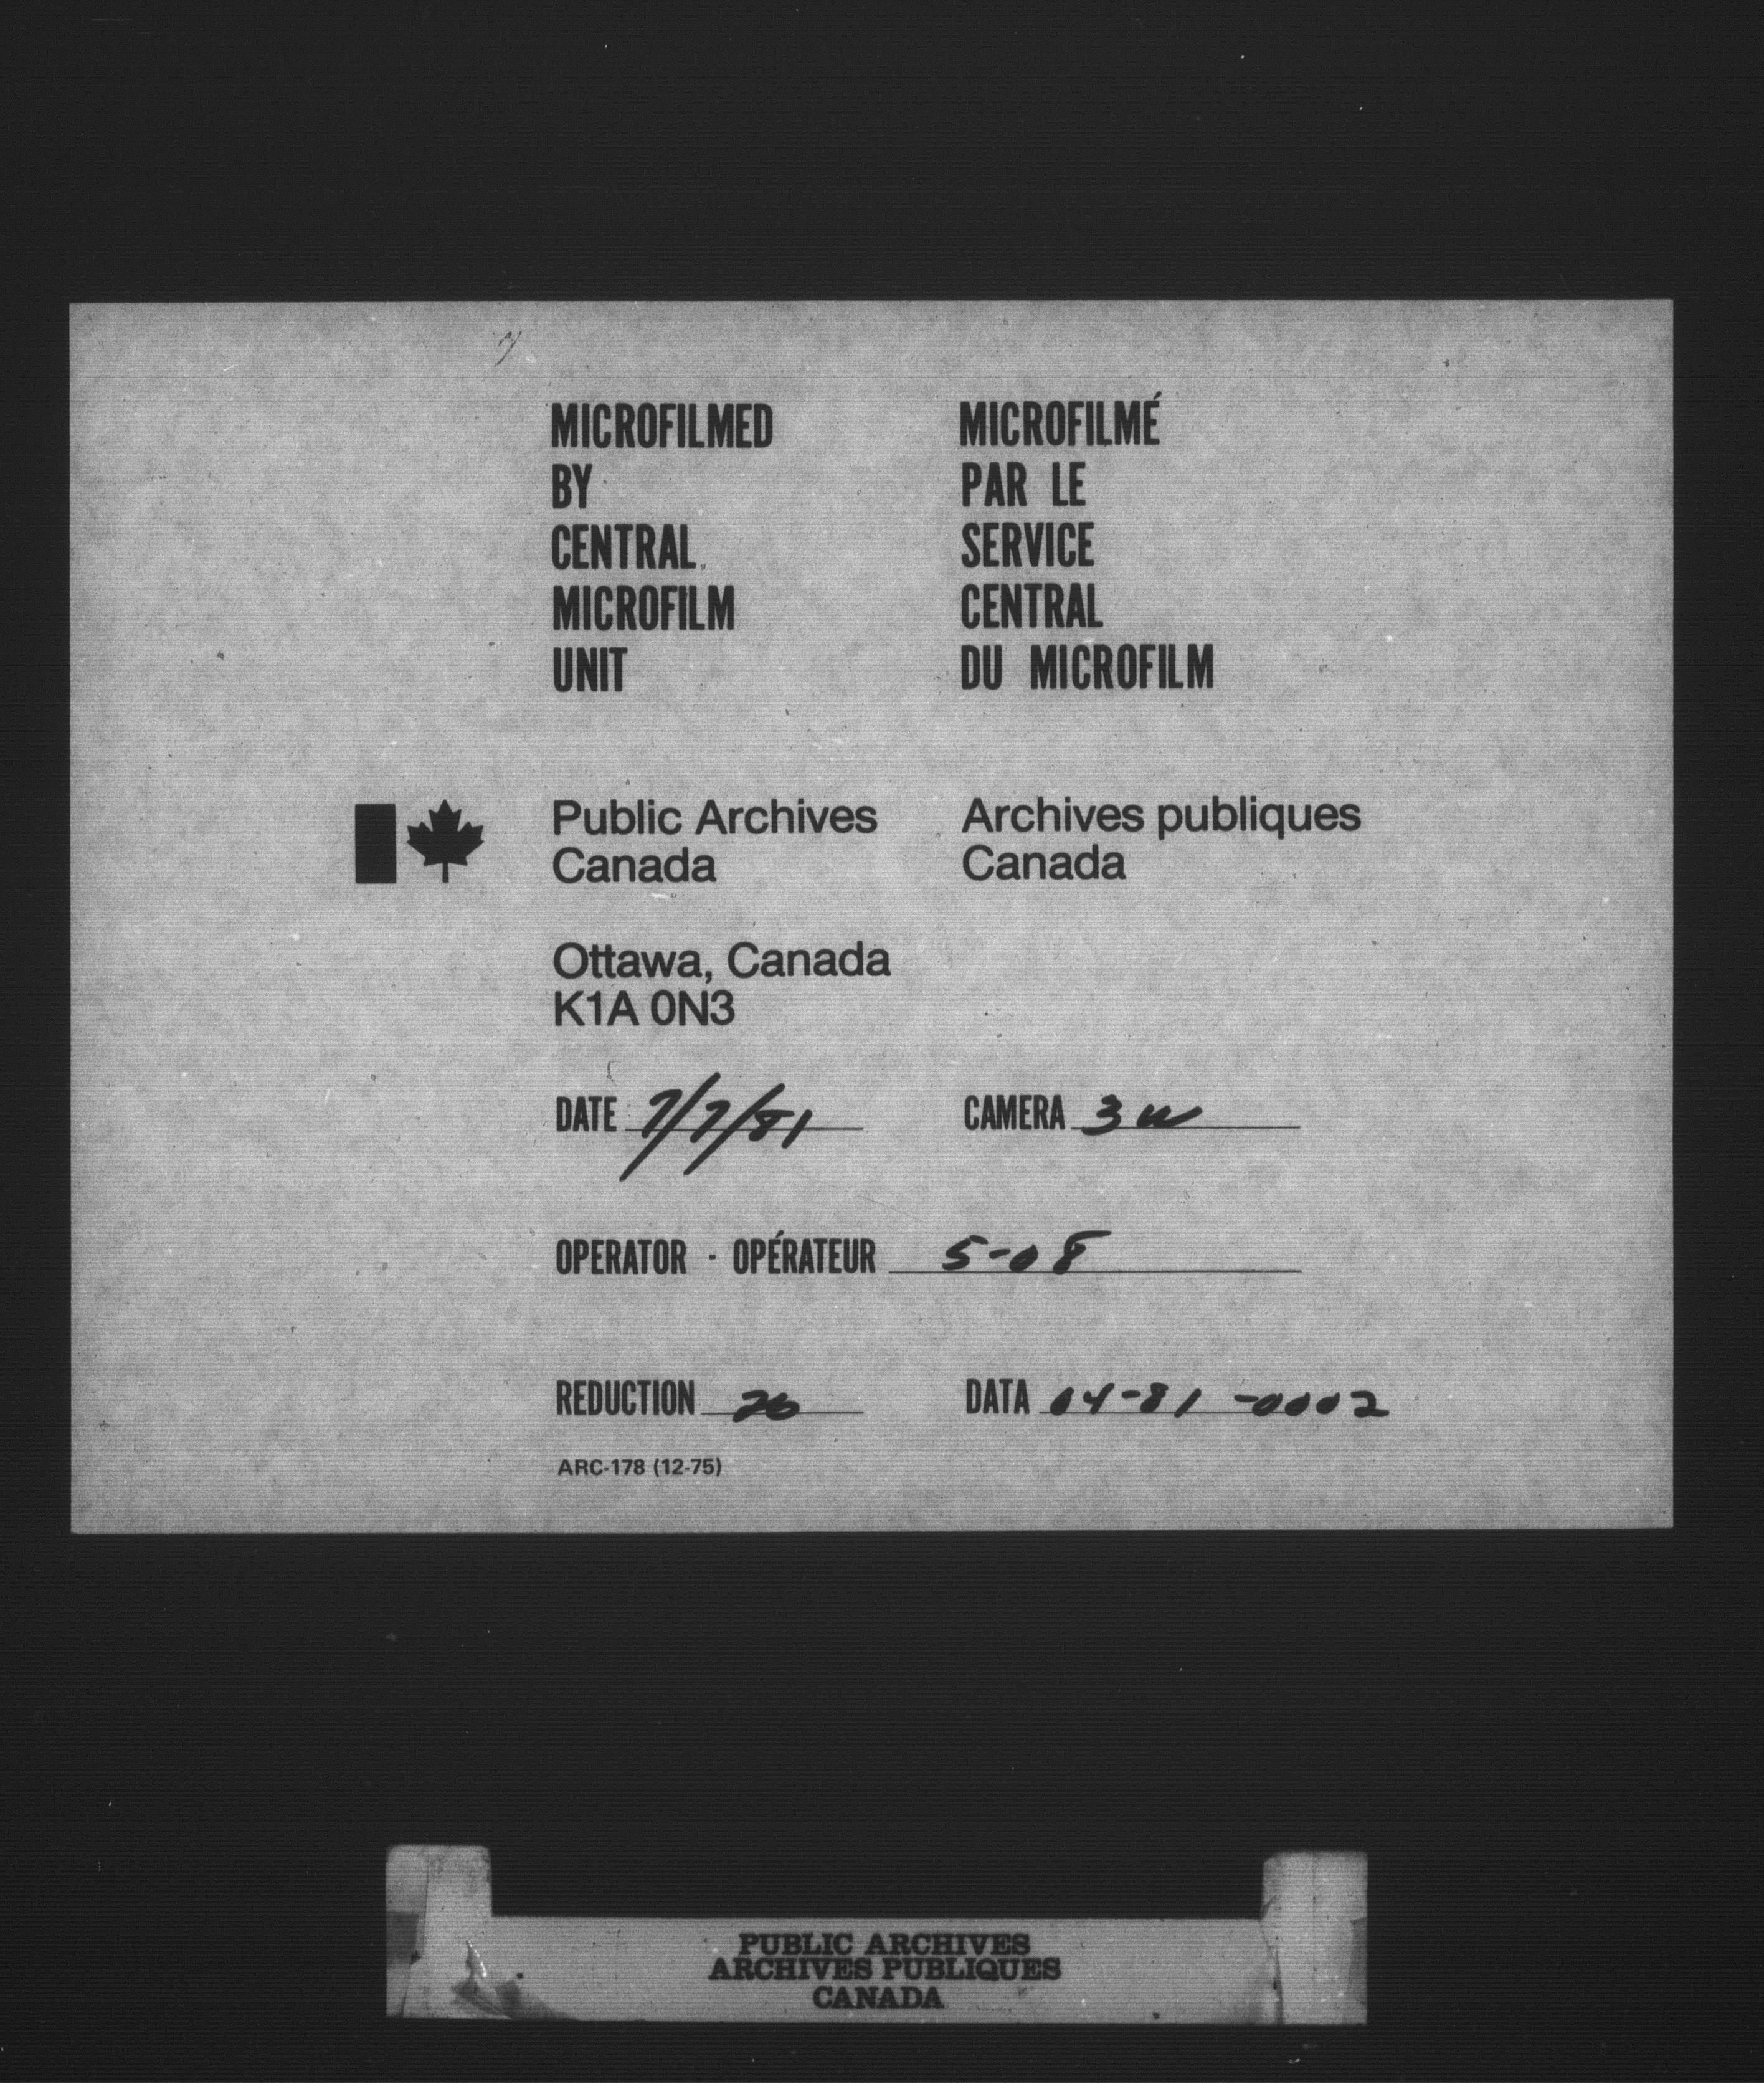 MICROFILMED
BY
CENTRAL
MICROFILM
UNIT
MICROFILMÉ
PAR LE
SERVICE
CENTRAL
DU MICROFILM
Public Archives
Canada
Archives publiques
Canada
Ottawa, Canada
K1A 0N3
DATE 7/7/81
CAMERA 3 W
OPERATOR - OPÉRATEUR 5-08
REDUCTION 20
DATA 04-81-0002
ARC-178 (12-75)
PUBLIC ARCHIVES
ARCHIVES PUBLIQUES
CANADA